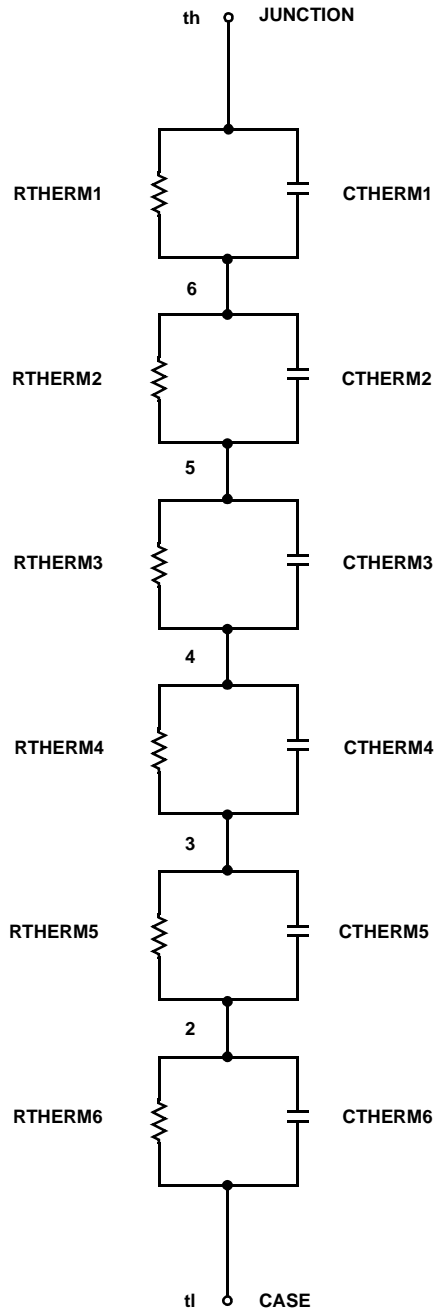 th JUNCTION
RTHERM1 CTHERM1
6
RTHERM2 CTHERM2
5
RTHERM3 CTHERM3
4
RTHERM4 CTHERM4
3
RTHERM5 CTHERM5
2
RTHERM6 CTHERM6
tl CASE